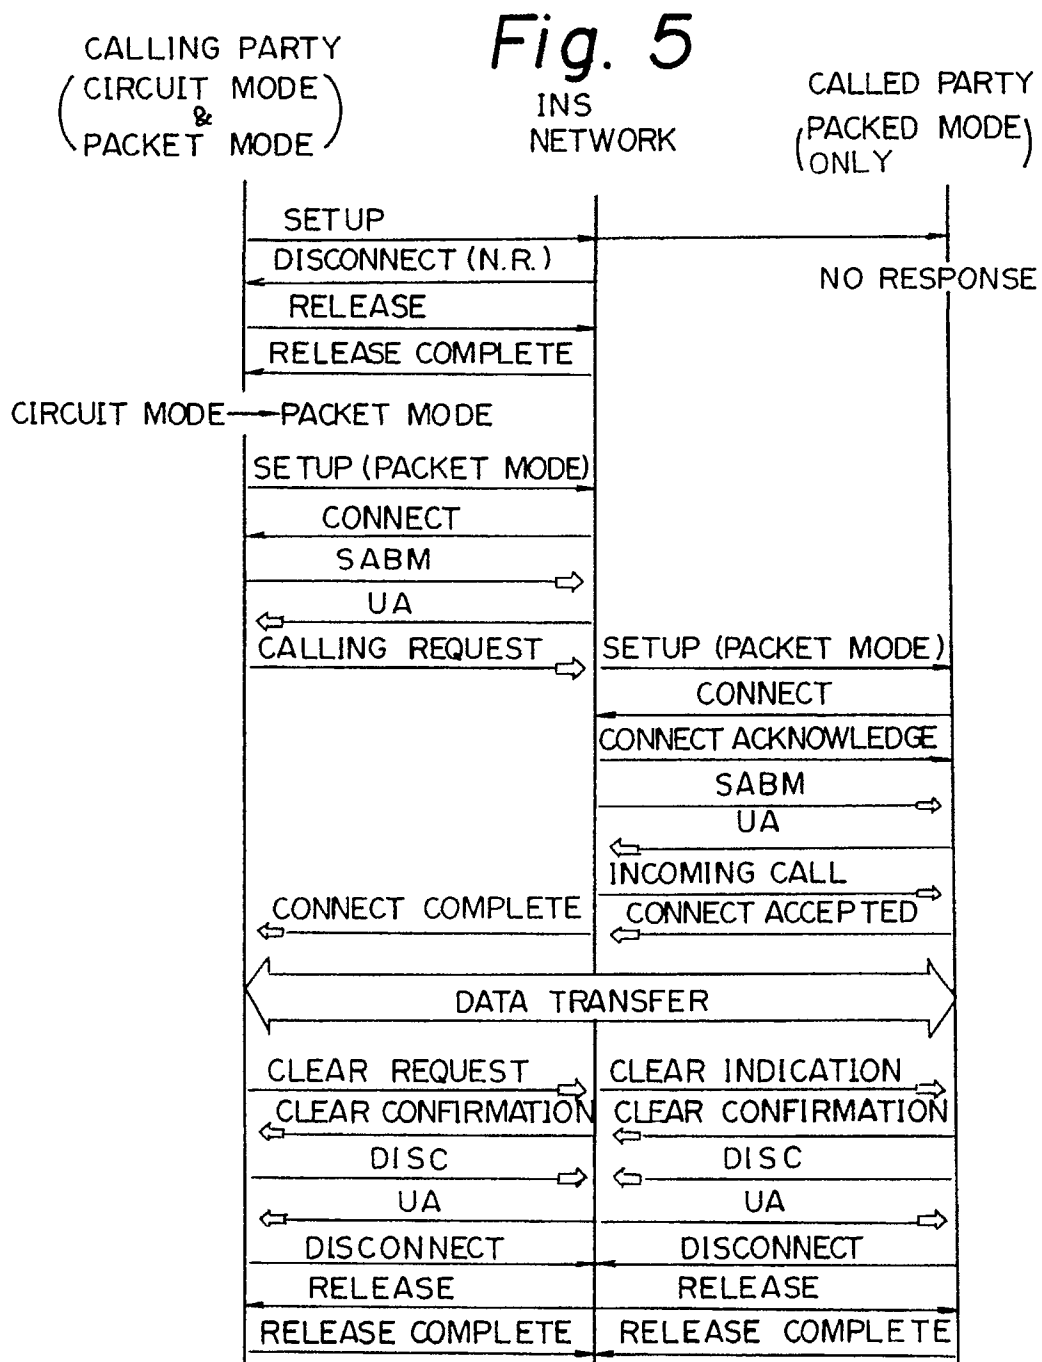 Fig. 5
CALLING PARTY
(CIRCUIT MODE
&
PACKET MODE)
INS
NETWORK
CALLED PARTY
(PACKED MODE)
ONLY
SETUP
DISCONNECT (N.R.)
NO RESPONSE
RELEASE
RELEASE COMPLETE
CIRCUIT MODE → PACKET MODE
SETUP (PACKET MODE)
CONNECT
SABM
UA
CALLING REQUEST
SETUP (PACKET MODE)
CONNECT
CONNECT ACKNOWLEDGE
SABM
UA
INCOMING CALL
CONNECT COMPLETE
CONNECT ACCEPTED
DATA TRANSFER
CLEAR REQUEST
CLEAR INDICATION
CLEAR CONFIRMATION
CLEAR CONFIRMATION
DISC
DISC
UA
UA
DISCONNECT
DISCONNECT
RELEASE
RELEASE
RELEASE COMPLETE
RELEASE COMPLETE